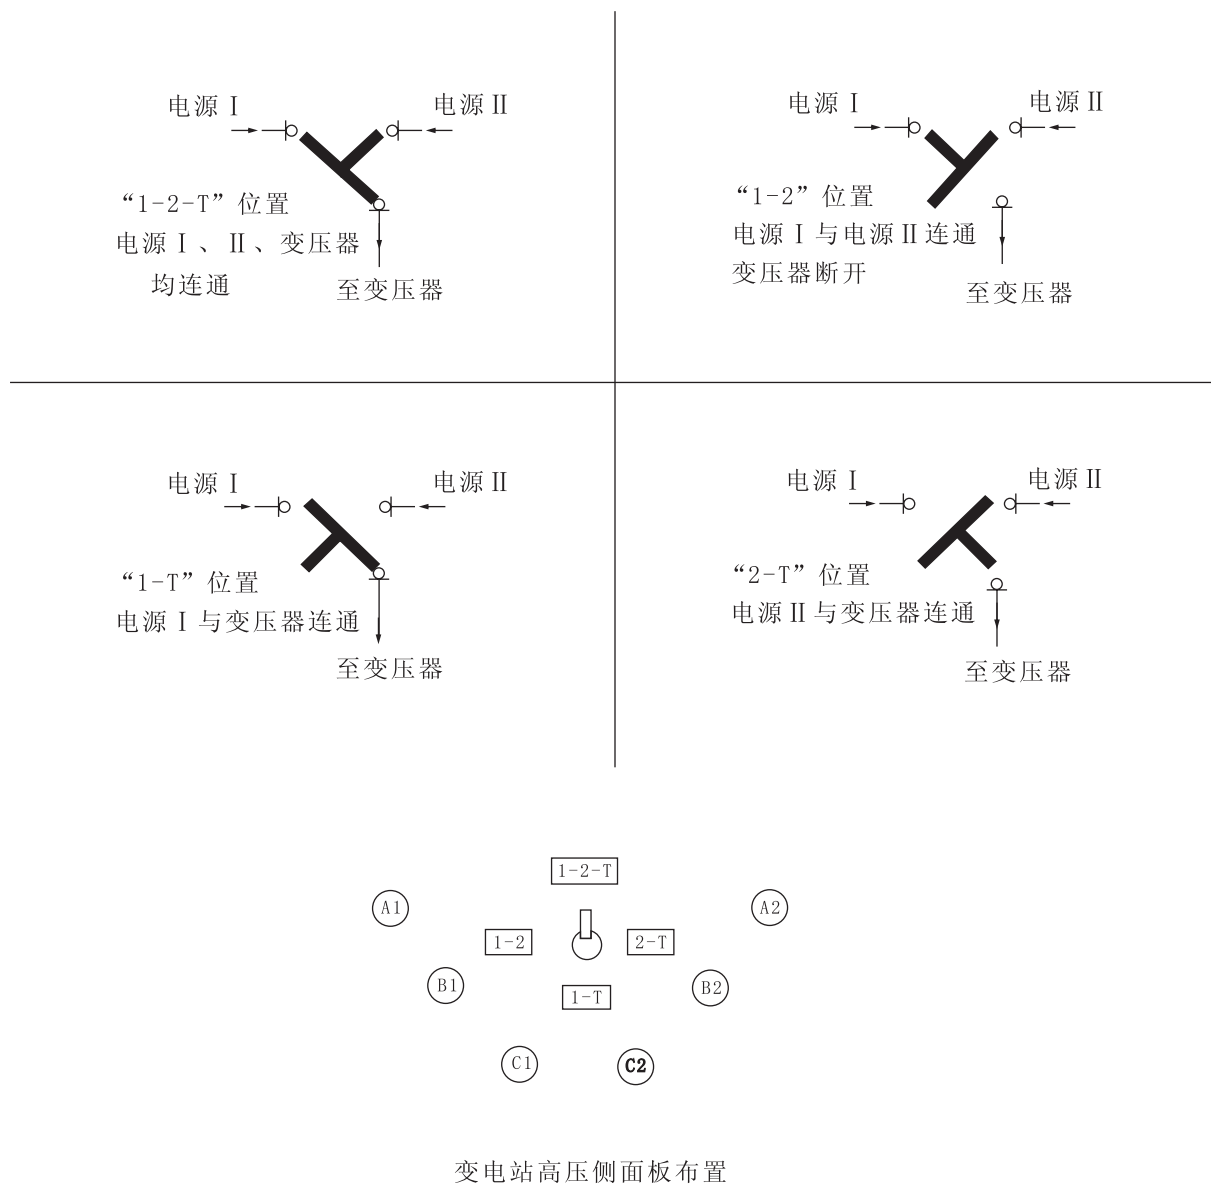 电源 Ⅰ
电源 Ⅱ
“1-2-T”位置
电源 Ⅰ 、Ⅱ 、变压器
均连通
至变压器
电源 Ⅰ
电源 Ⅱ
“1-2”位置
电源 Ⅰ 与电源 Ⅱ 连通
变压器断开
至变压器
电源 Ⅰ
电源 Ⅱ
“1-T”位置
电源 Ⅰ 与变压器连通
至变压器
电源 Ⅰ
电源 Ⅱ
“2-T”位置
电源 Ⅱ 与变压器连通
至变压器
1-2-T
A1
A2
1-2
2-T
B1
B2
1-T
C1
C2
变电站高压侧面板布置